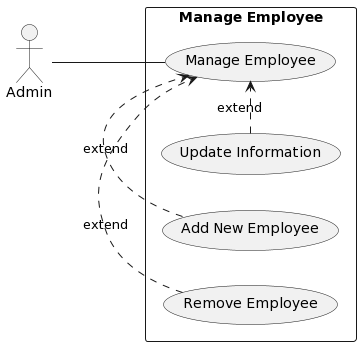 Manage Employee
Manage Employee
Admin
extend
extend
Update Information
extend
Add New Employee
Remove Employee